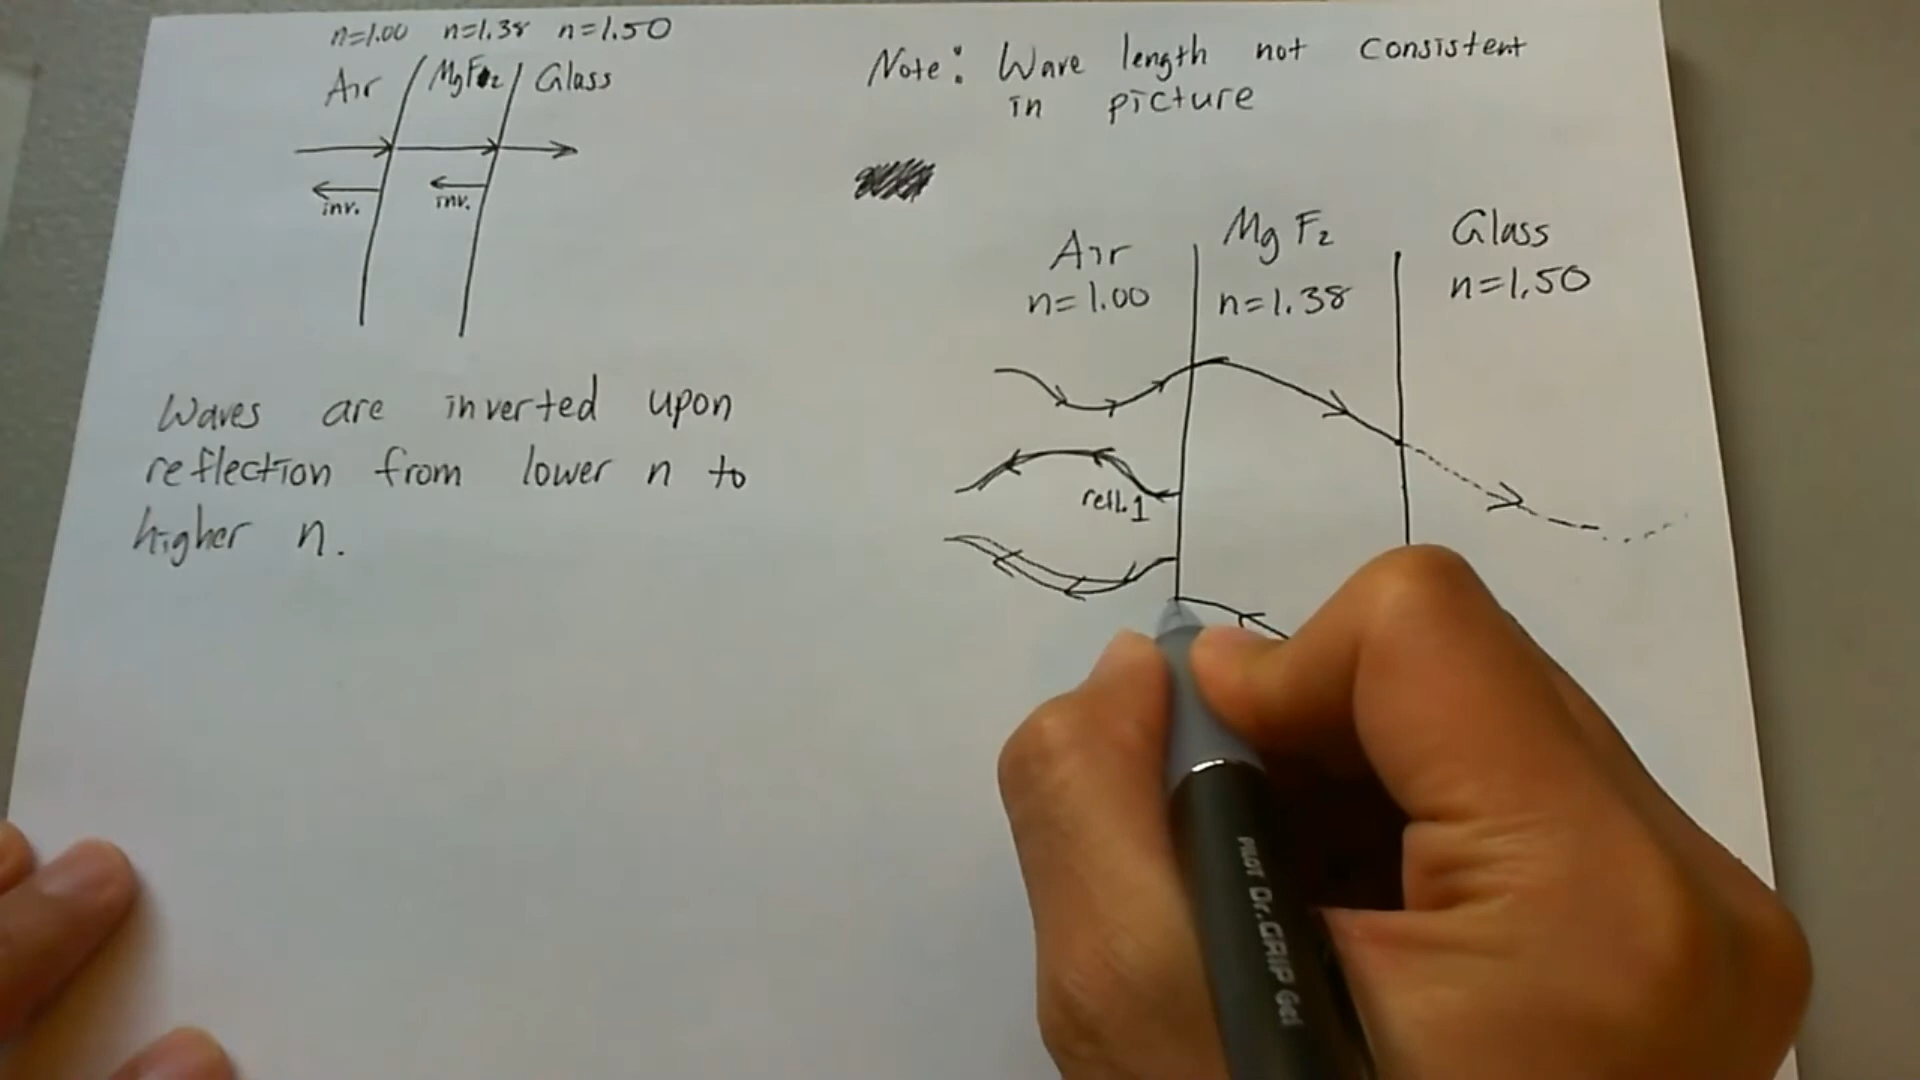 n=1.00 n=1.38 n=1.50
Air MgF2 Glass
inv. inv.
Waves are inverted upon
reflection from lower n to
higher n.
Note: Wave length not consistent
in picture
Air MgF2 Glass
n=1.00 n=1.38 n=1.50
refl.1
PILOT Dr.GRIP Gel